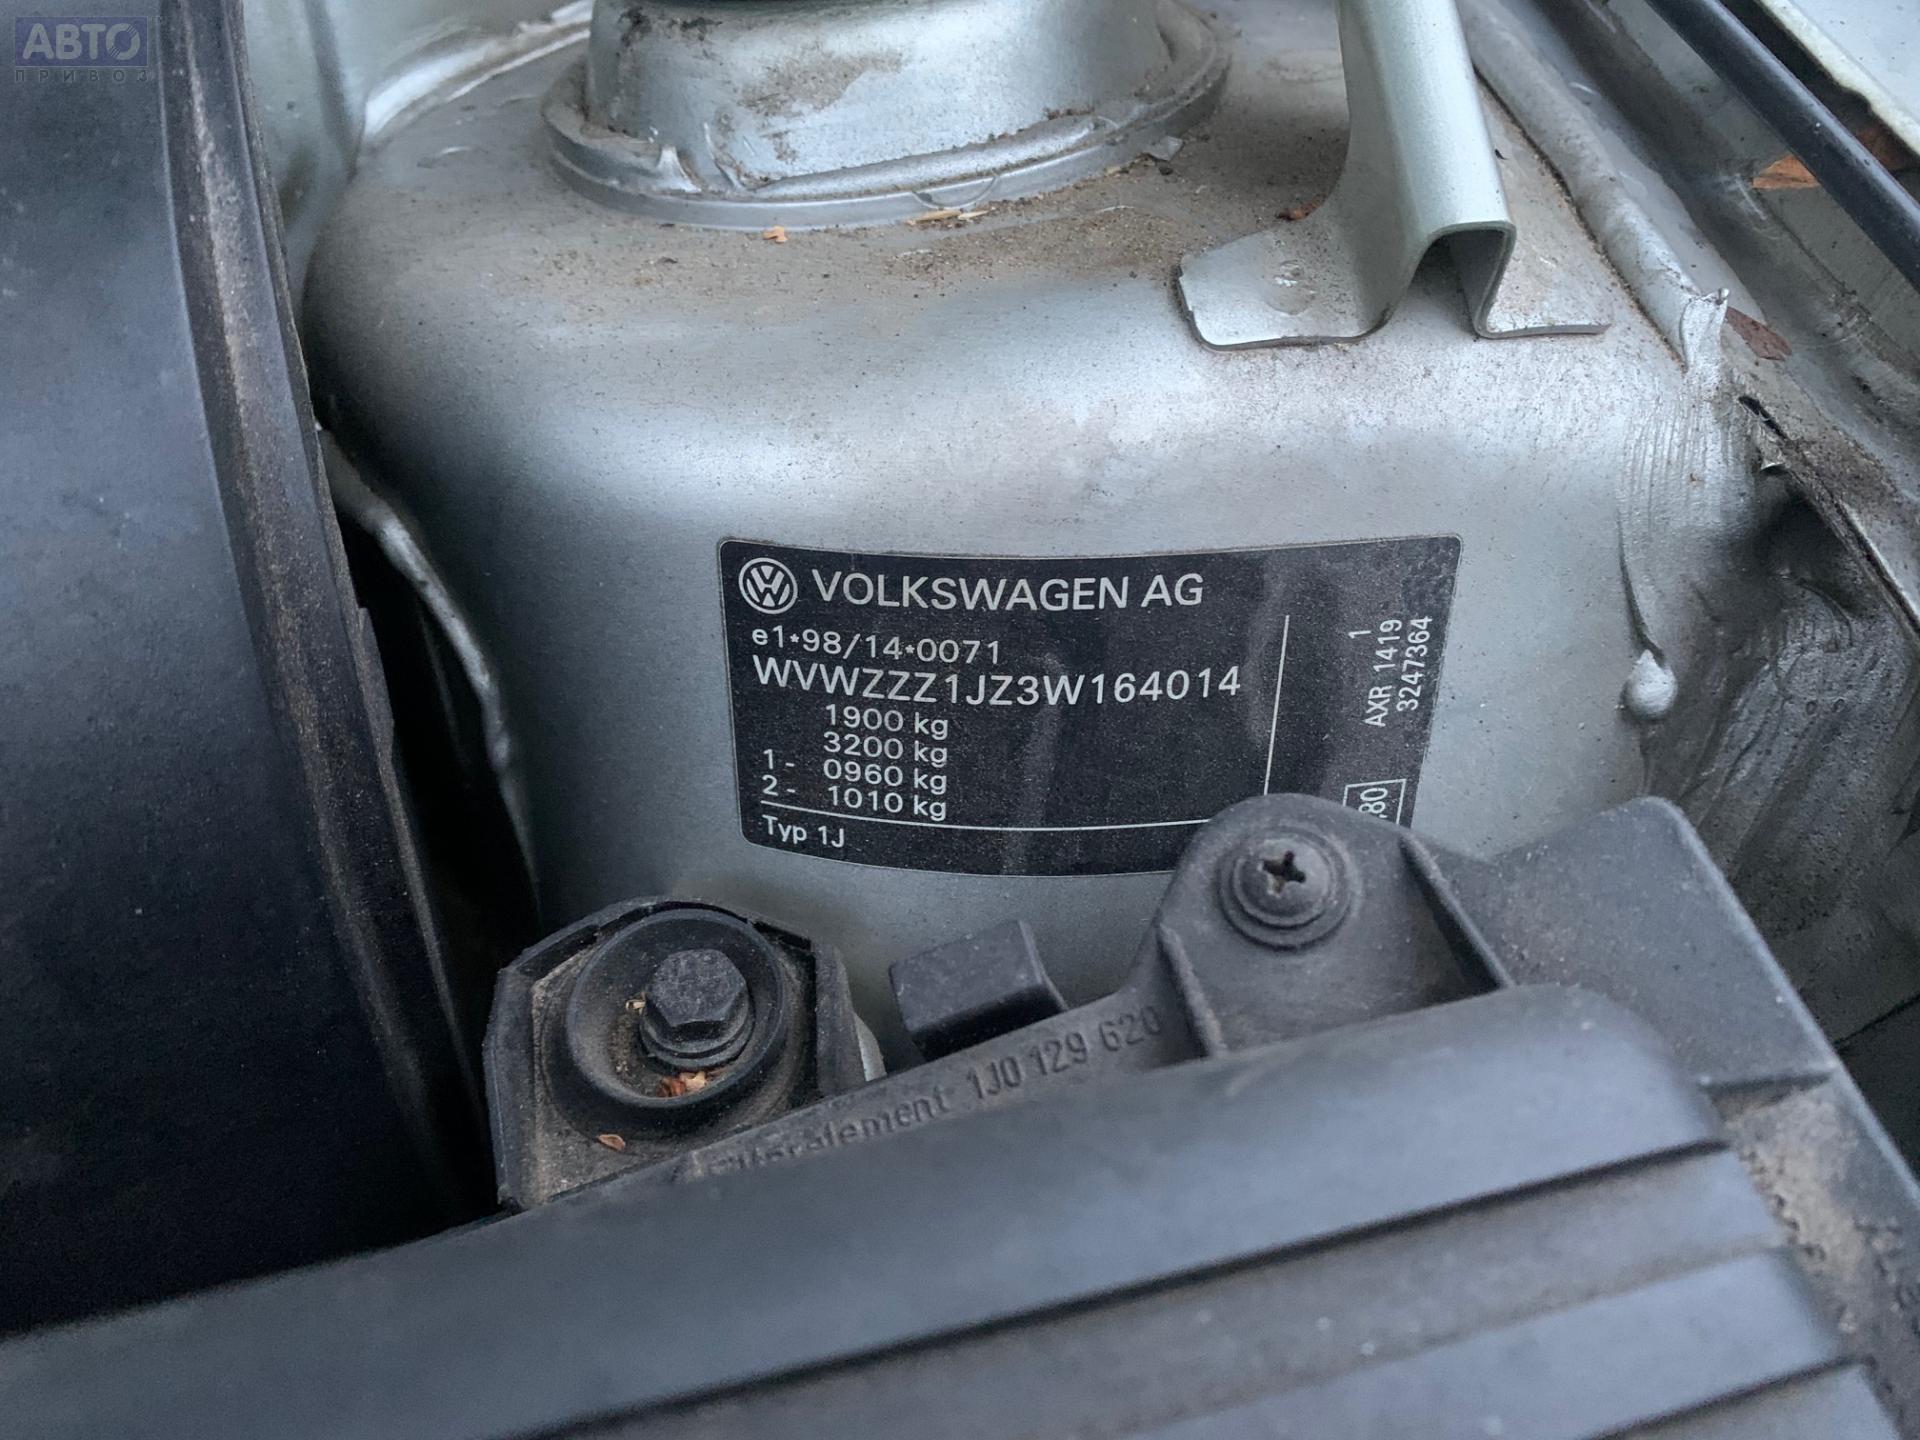 АВТО
ПРИВОЗ
VOLKSWAGEN AG
e1*98/14*0071
WVWZZZ1JZ3W164014
1900 kg
3200 kg
1- 0960 kg
2- 1010 kg
Typ 1J
1
AXR 1419
3247364
1J0 129 620